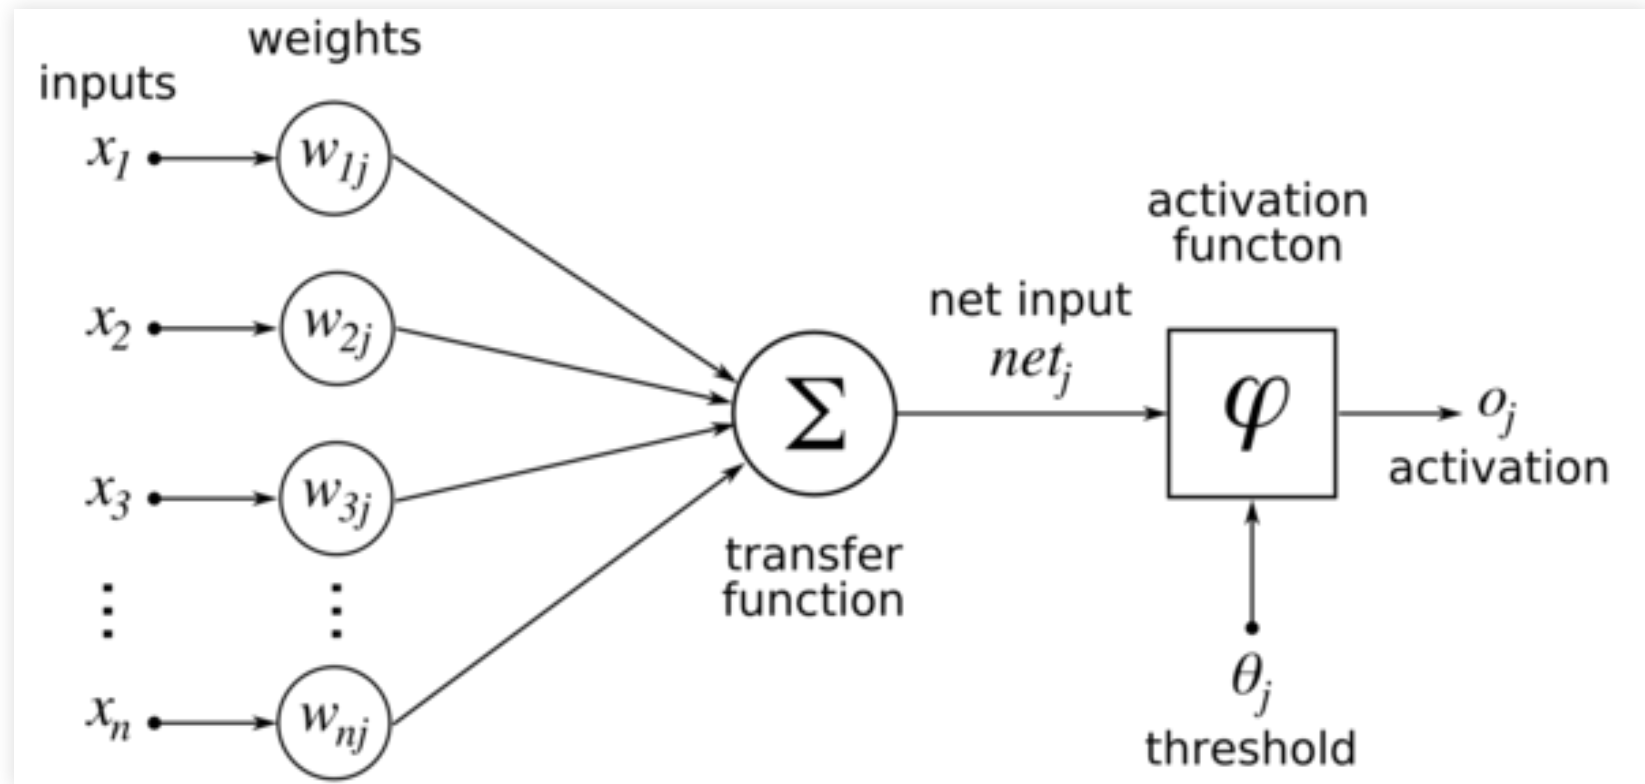 weights
inputs
x1
w1j
x2
w2j
x3
w3j
⋮
⋮
xn
wnj
Σ
transfer
function
net input
netj
activation
functon
φ
oj
activation
θj
threshold